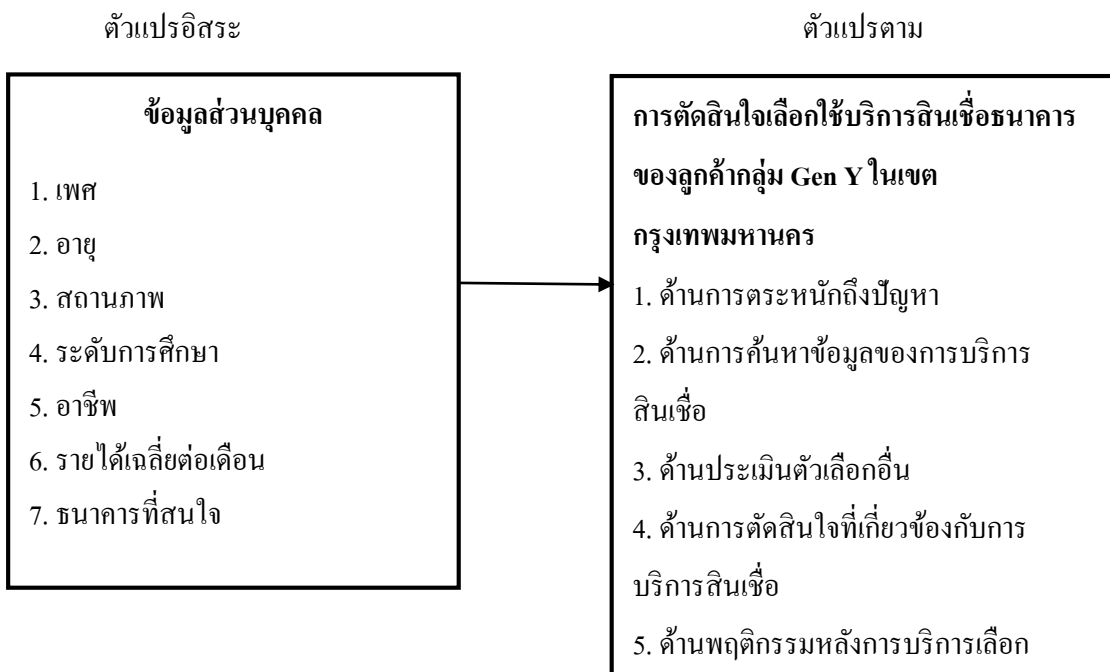 ตัวแปรอิสระ
ตัวแปรตาม
ข้อมูลส่วนบุคคล
1. เพศ
2. อายุ
3. สถานภาพ
4. ระดับการศึกษา
5. อาชีพ
6. รายได้เฉลี่ยต่อเดือน
7. ธนาคารที่สนใจ
การตัดสินใจเลือกใช้บริการสินเชื่อธนาคาร
ของลูกค้ากลุ่ม Gen Y ในเขต
กรุงเทพมหานคร
1. ด้านการตระหนักถึงปัญหา
2. ด้านการค้นหาข้อมูลของการบริการ
สินเชื่อ
3. ด้านประเมินตัวเลือกอื่น
4. ด้านการตัดสินใจที่เกี่ยวข้องกับการ
บริการสินเชื่อ
5. ด้านพฤติกรรมหลังการบริการเลือก